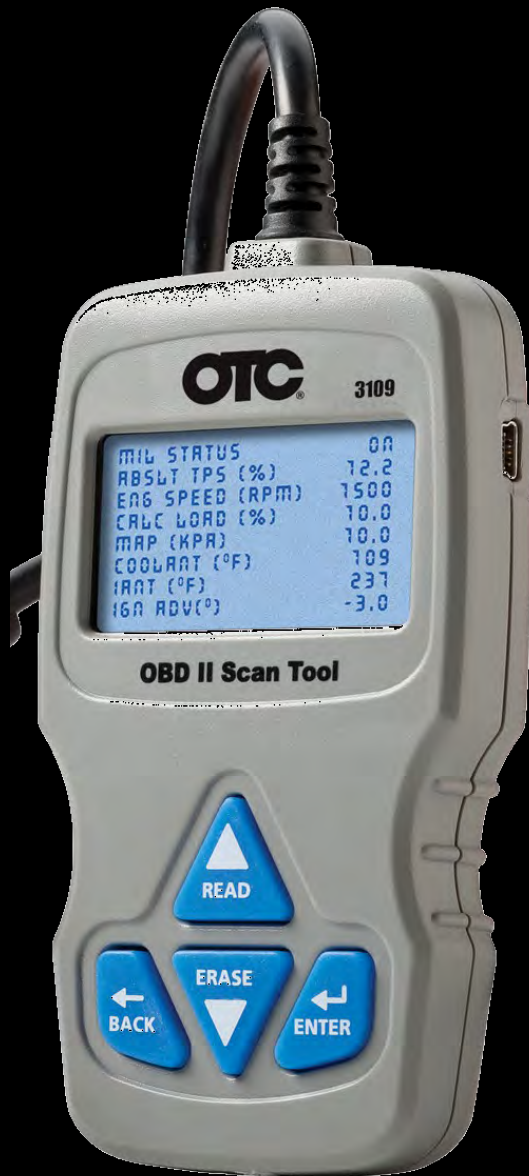 OTC®
3109
MIL STATUS ON
ABSLT TPS (%) 12.2
ENG SPEED (RPM) 1500
CALC LOAD (%) 10.0
MAP (KPA) 10.0
COOLANT (°F) 109
IANT (°F) 237
IGN ADV(°) -3.0
OBD II Scan Tool
READ
BACK
ERASE
ENTER